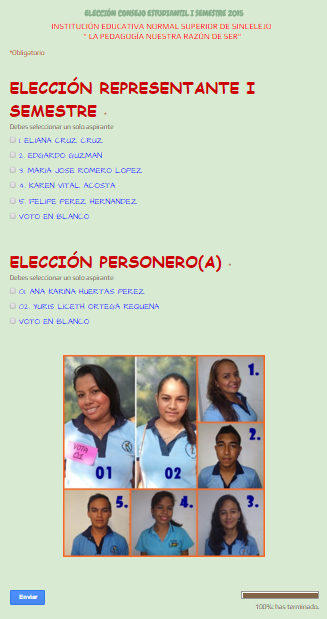 ELECCIÓN CONSEJO ESTUDIANTIL I SEMESTRE 2015
INSTITUCIÓN EDUCATIVA NORMAL SUPERIOR DE SINCELEJO
" LA PEDAGOGÍA NUESTRA RAZÓN DE SER"
*Obligatorio
ELECCIÓN REPRESENTANTE I
SEMESTRE *
Debes seleccionar un solo aspirante
1. ELIANA CRUZ CRUZ
2. EDGARDO GUZMAN
3. MARIA JOSE ROMERO LOPEZ
4. KAREN VITAL ACOSTA
5. FELIPE PEREZ HERNANDEZ
VOTO EN BLANCO
ELECCIÓN PERSONERO(A) *
Debes seleccionar un solo aspirante
01. ANA KARINA HUERTAS PEREZ
02. YURIS LICETH ORTEGA REQUENA
VOTO EN BLANCO
1.
VOTA
01
02
2.
5.
4.
3.
Enviar
100%: has terminado.